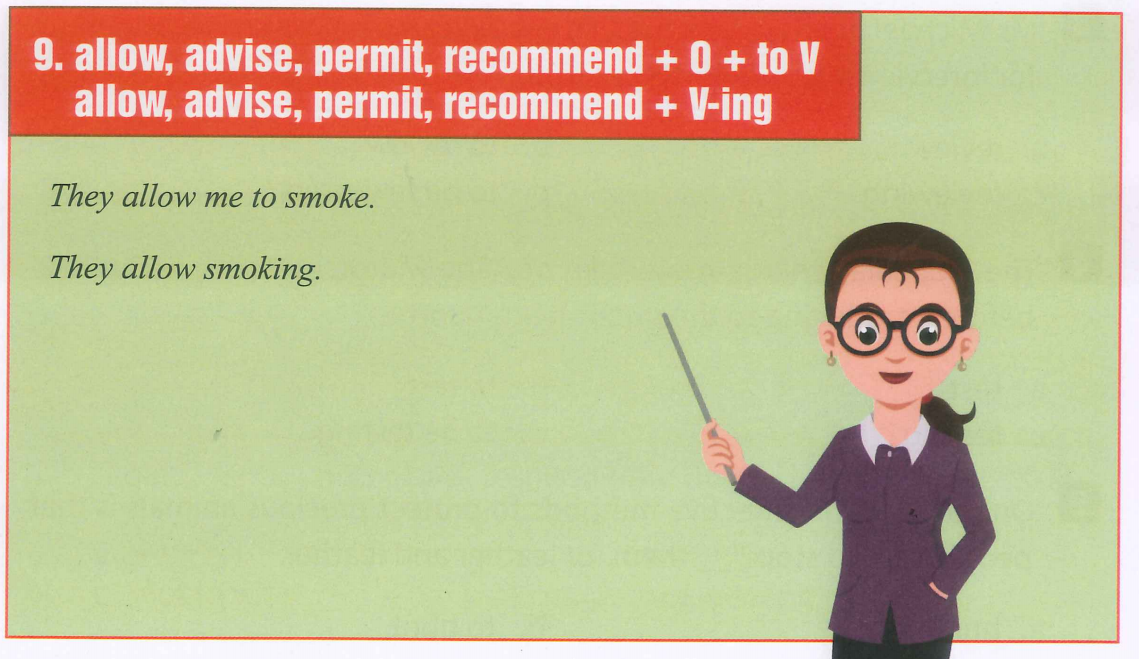 9. allow, advise, permit, recommend + O + to V
allow, advise, permit, recommend + V-ing
They allow me to smoke.
They allow smoking.